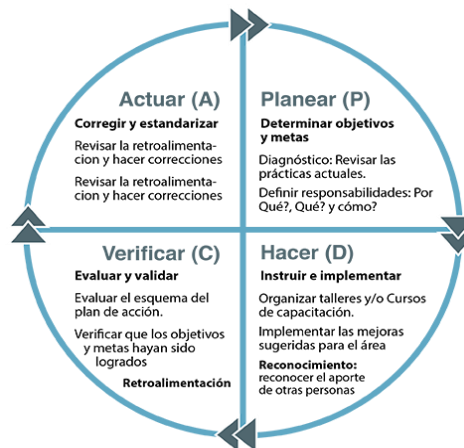 Actuar (A)
Corregir y estandarizar
Revisar la retroalimenta-
cion y hacer correcciones
Revisar la retroalimenta-
cion y hacer correcciones
Planear (P)
Determinar objetivos
y metas
Diagnóstico: Revisar las
prácticas actuales.
Definir responsabilidades: Por
Qué?, Qué? y cómo?
Verificar (C)
Evaluar y validar
Evaluar el esquema del
plan de acción.
Verificar que los objetivos
y metas hayan sido
logrados
Retroalimentación
Hacer (D)
Instruir e implementar
Organizar talleres y/o Cursos
de capacitación.
Implementar las mejoras
sugeridas para el área
Reconocimiento:
reconocer el aporte
de otras personas